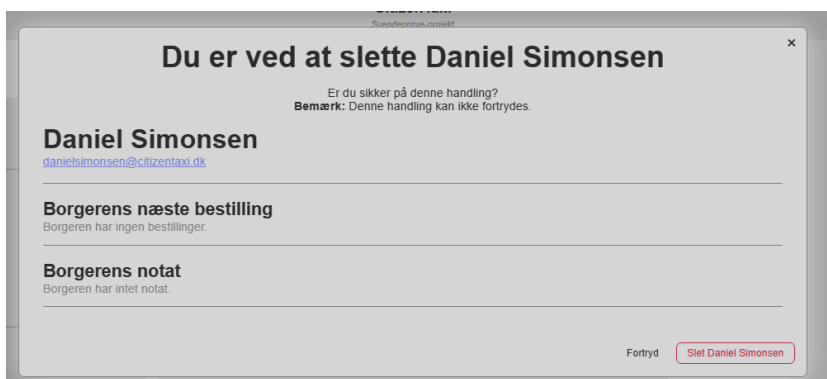 Svendeprøve-projekt
×
Du er ved at slette Daniel Simonsen
Er du sikker på denne handling?
Bemærk: Denne handling kan ikke fortrydes.
Daniel Simonsen
danielsimonsen@citizentaxi.dk
Borgerens næste bestilling
Borgeren har ingen bestillinger.
Borgerens notat
Borgeren har intet notat.
Fortryd
Slet Daniel Simonsen